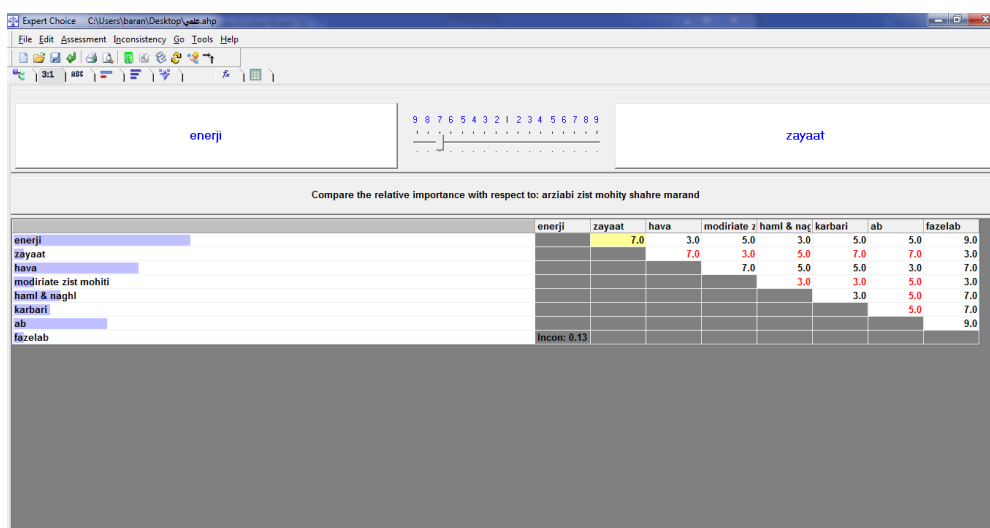 Expert Choice C:\Users\baran\Desktop\علمی.ahp
File Edit Assessment Inconsistency Go Tools Help
3:1 ABC fx
enerji 9 8 7 6 5 4 3 2 1 2 3 4 5 6 7 8 9 zayaat
Compare the relative importance with respect to: arziabi zist mohity shahre marand
enerji zayaat hava modiriate z haml & nag karbari ab fazelab
enerji 7.0 3.0 5.0 3.0 5.0 5.0 9.0
zayaat 7.0 3.0 5.0 7.0 7.0 3.0
hava 7.0 5.0 5.0 3.0 7.0
modiriate zist mohiti 3.0 3.0 5.0 3.0
haml & naghl 3.0 5.0 7.0
karbari 5.0 7.0
ab 9.0
fazelab Incon: 0.13